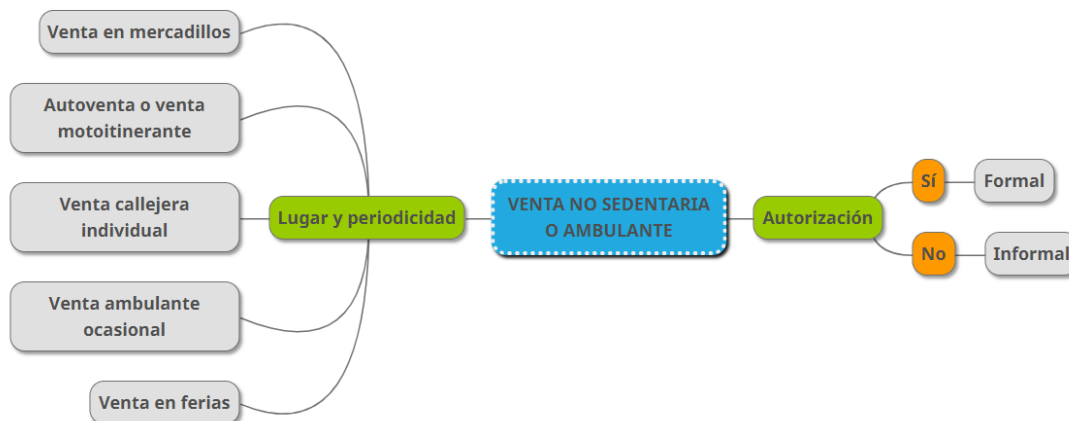 Venta en mercadillos
Autoventa o venta
motoitinerante
Venta callejera
individual
Venta ambulante
ocasional
Venta en ferias
Lugar y periodicidad
VENTA NO SEDENTARIA
O AMBULANTE
Autorización
Sí
Formal
No
Informal